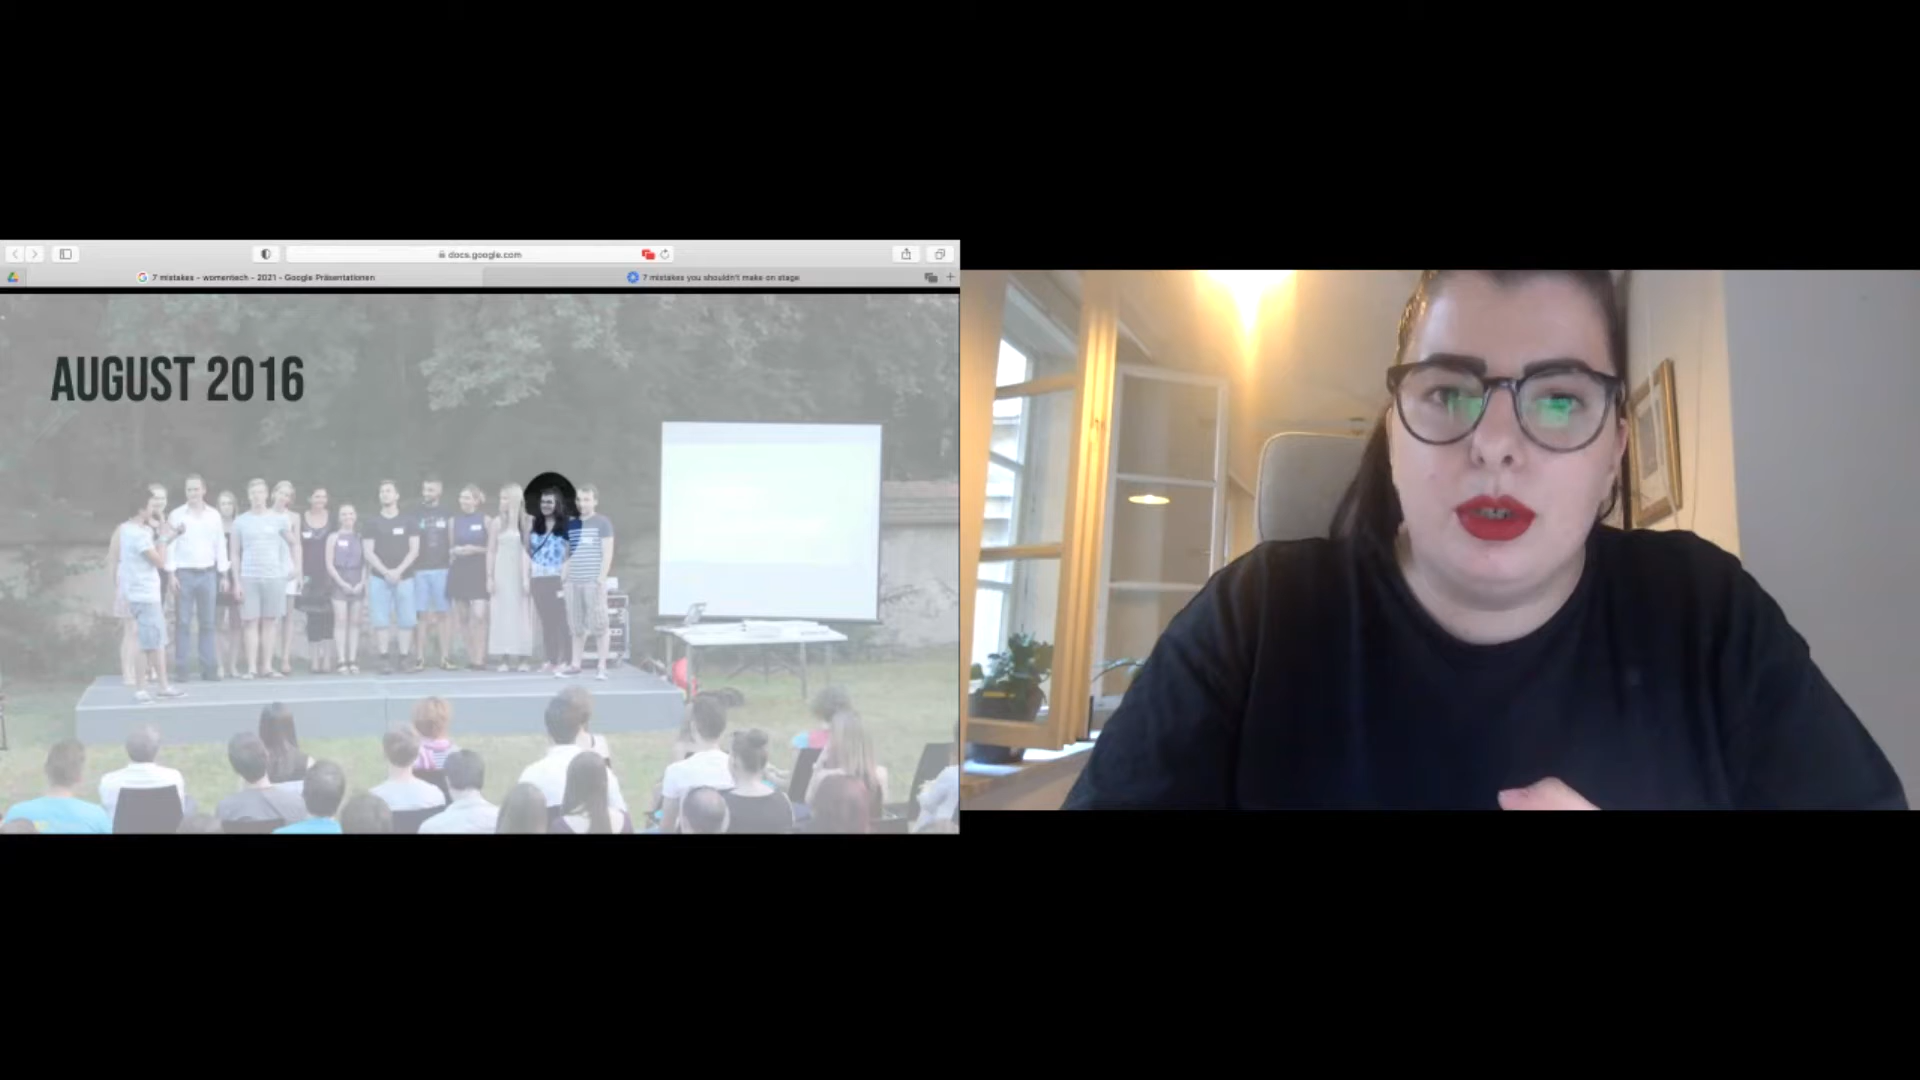 docs.google.com
7 mistakes - womentech - 2021 - Google Präsentationen
7 mistakes you shouldn't make on stage
AUGUST 2016